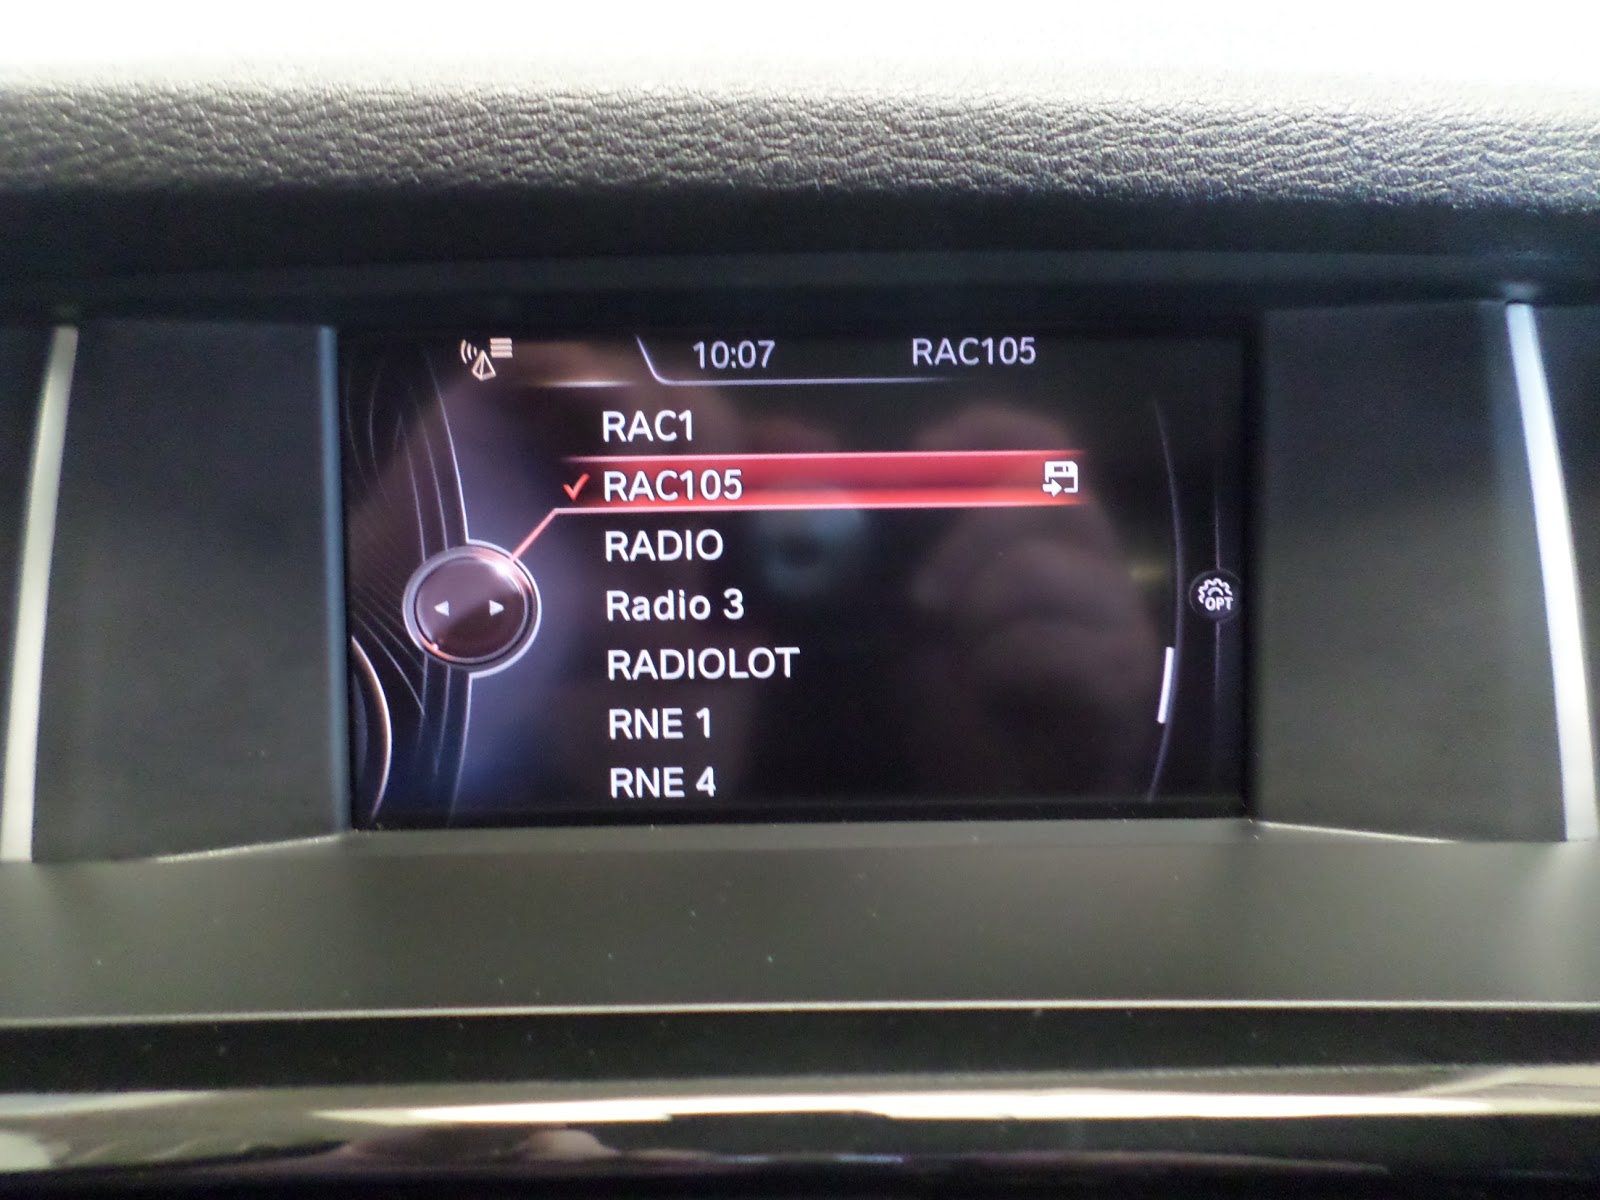 10:07 RAC105
RAC1
RAC105
RADIO
Radio 3
RADIOLOT
RNE 1
RNE 4
OPT